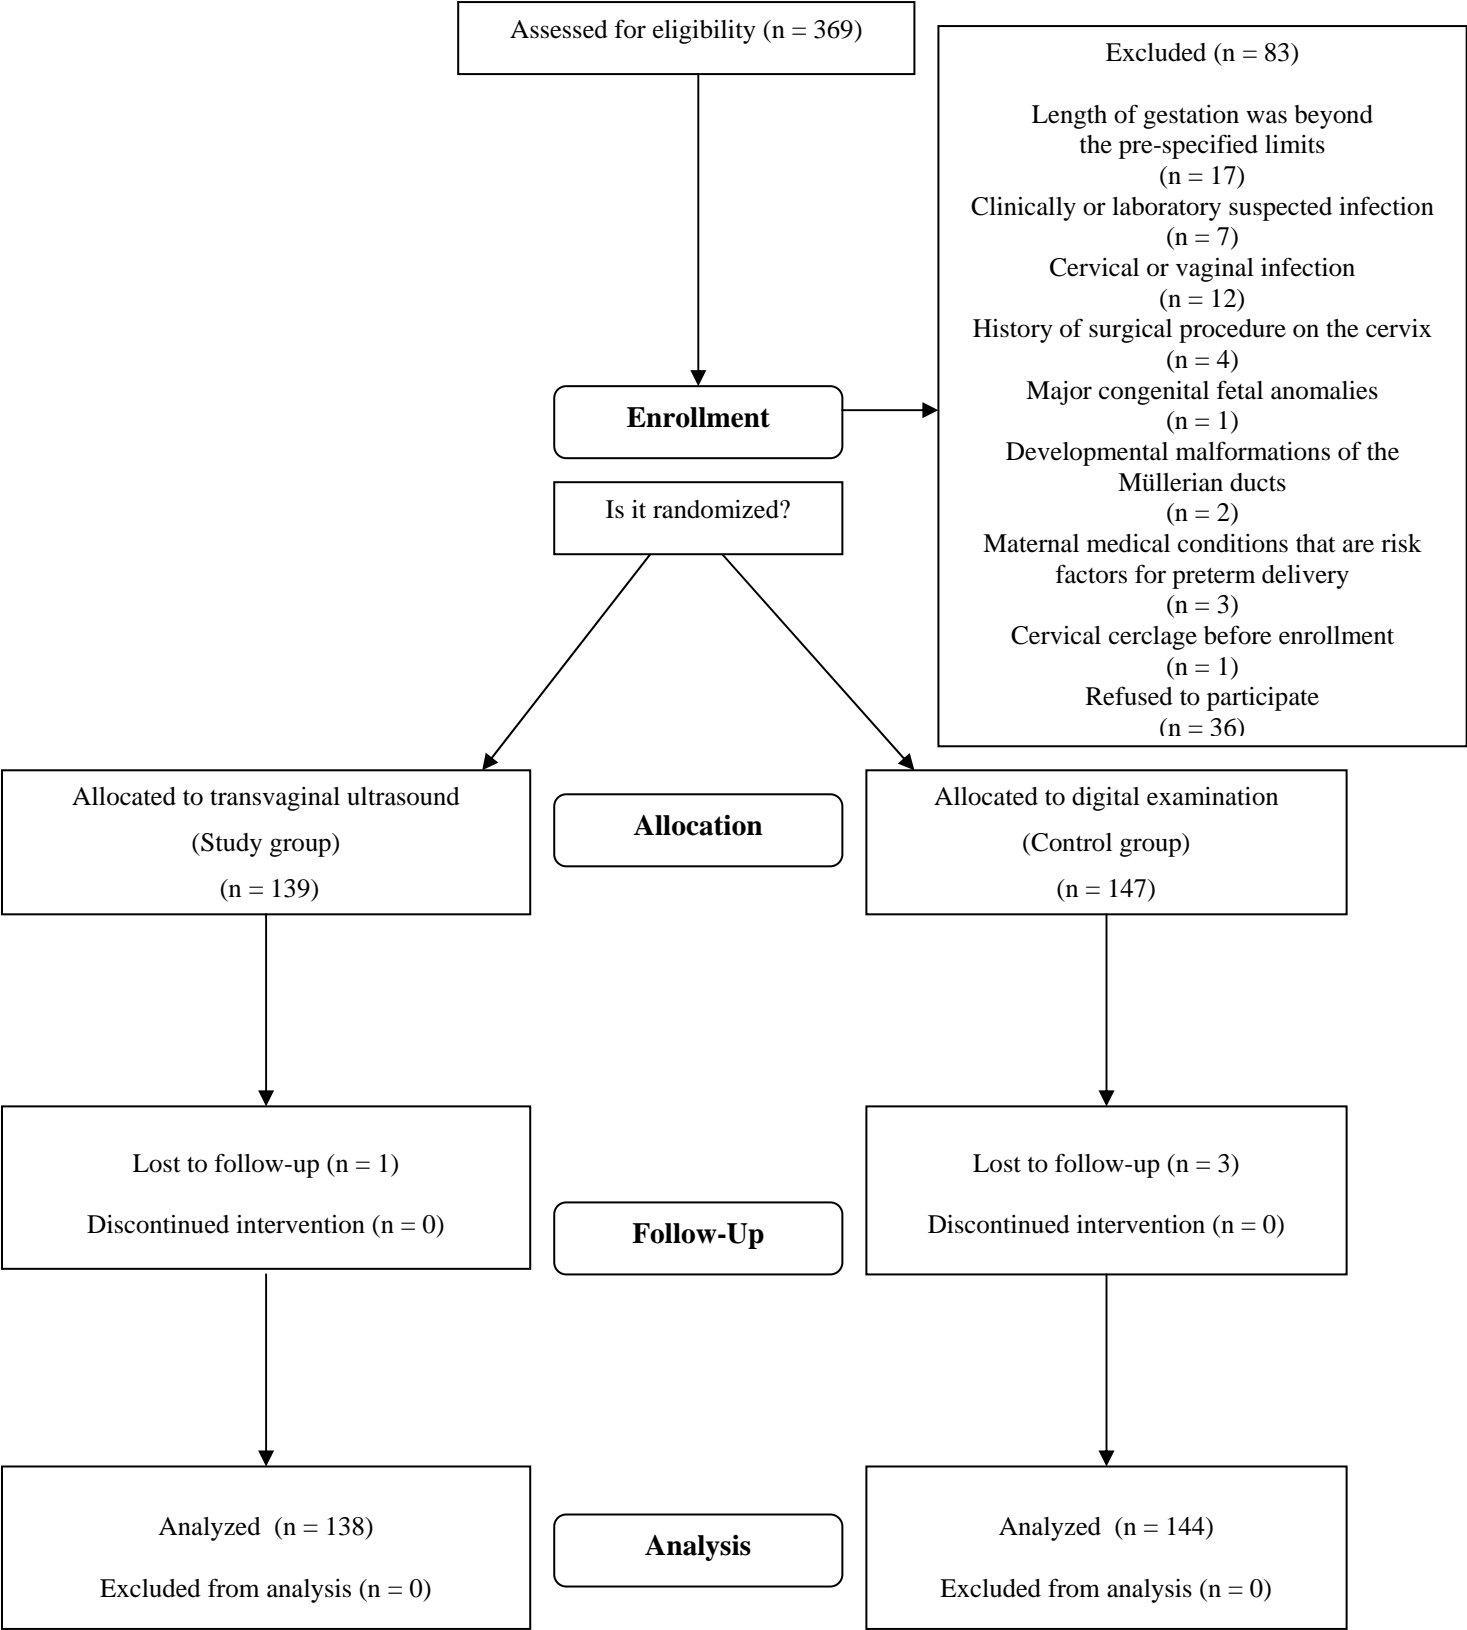 Assessed for eligibility (n = 369)
Excluded (n = 83)
Length of gestation was beyond
the pre-specified limits
(n = 17)
Clinically or laboratory suspected infection
(n = 7)
Cervical or vaginal infection
(n = 12)
History of surgical procedure on the cervix
(n = 4)
Major congenital fetal anomalies
(n = 1)
Developmental malformations of the
Müllerian ducts
(n = 2)
Maternal medical conditions that are risk
factors for preterm delivery
(n = 3)
Cervical cerclage before enrollment
(n = 1)
Refused to participate
(n = 36)
Enrollment
Is it randomized?
Allocated to transvaginal ultrasound
(Study group)
(n = 139)
Allocation
Allocated to digital examination
(Control group)
(n = 147)
Lost to follow-up (n = 1)
Discontinued intervention (n = 0)
Follow-Up
Lost to follow-up (n = 3)
Discontinued intervention (n = 0)
Analyzed  (n = 138)
Excluded from analysis (n = 0)
Analysis
Analyzed  (n = 144)
Excluded from analysis (n = 0)